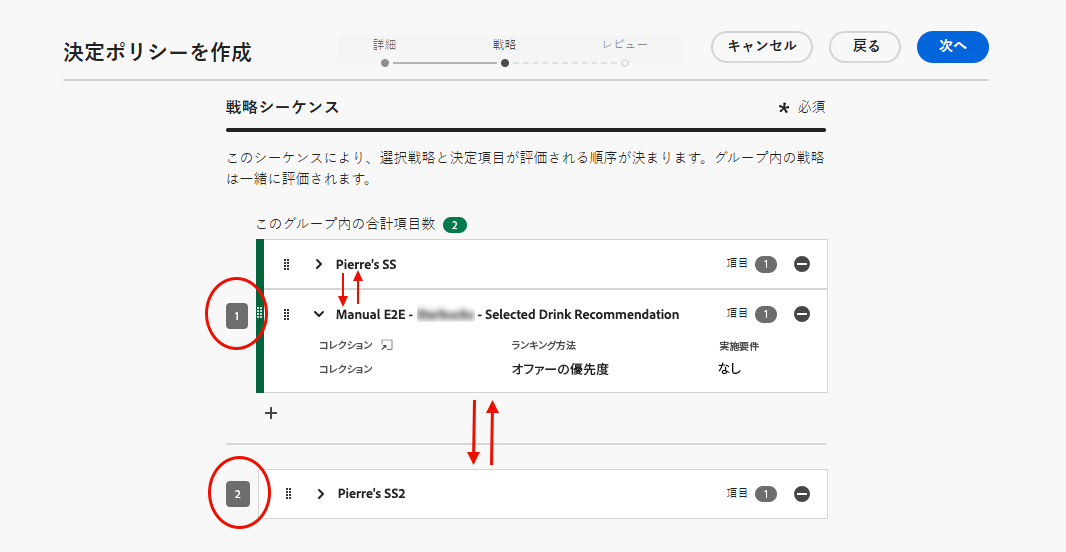 決定ポリシーを作成
詳細
戦略
レビュー
キャンセル
戻る
次へ
戦略シーケンス
* 必須
このシーケンスにより、選択戦略と決定項目が評価される順序が決まります。グループ内の戦略
は一緒に評価されます。
このグループ内の合計項目数 2
Pierre's SS 項目 1
1
Manual E2E - - Selected Drink Recommendation 項目 1
コレクション ランキング方法 実施要件
コレクション オファーの優先度 なし
+
2
Pierre's SS2 項目 1